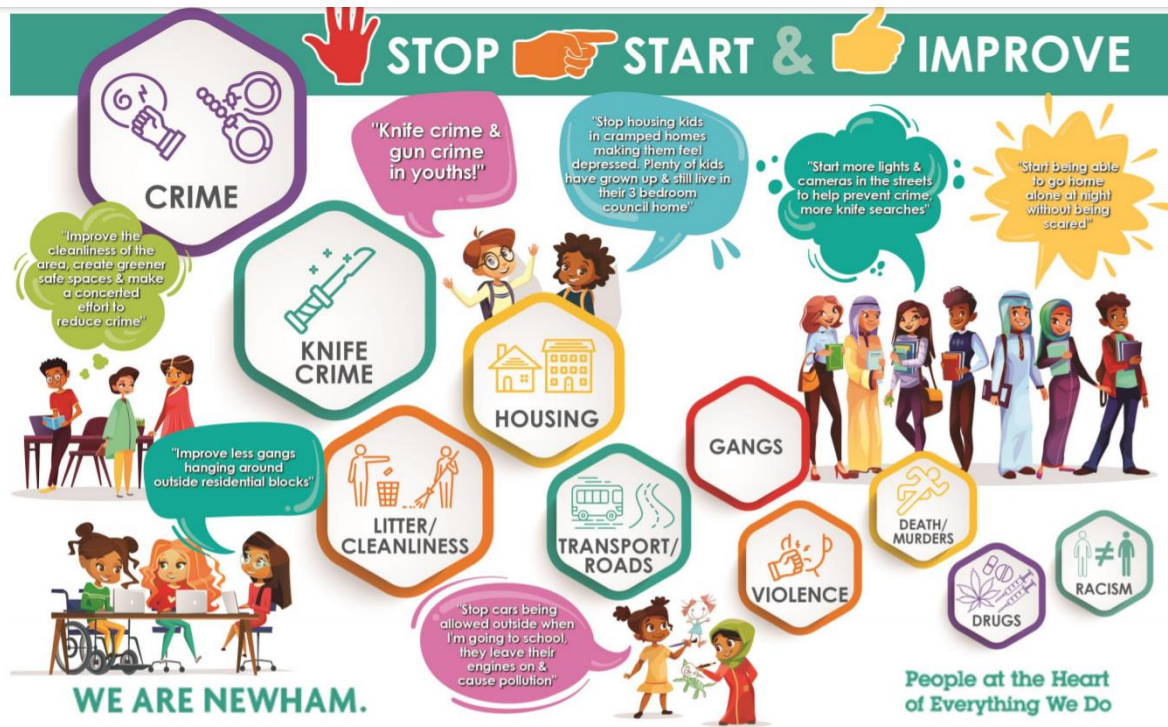 STOP START & IMPROVE
CRIME
"Knife crime &
gun crime
in youths!"
"Stop housing kids
in cramped homes
making them feel
depressed. Plenty of kids
have grown up & still live in
their 3 bedroom
council home"
"Start more lights &
cameras in the streets
to help prevent crime,
more knife searches"
"Start being able
to go home
alone at night
without being
scared"
"Improve the
cleanliness of the
area, create greener
safe spaces & make
a concerted
effort to
reduce crime"
KNIFE
CRIME
HOUSING
GANGS
"Improve less gangs
hanging around
outside residential blocks"
LITTER/
CLEANLINESS
TRANSPORT/
ROADS
VIOLENCE
DEATH/
MURDERS
DRUGS
RACISM
"Stop cars being
allowed outside when
I'm going to school,
they leave their
engines on &
cause pollution"
WE ARE NEWHAM.
People at the Heart
of Everything We Do